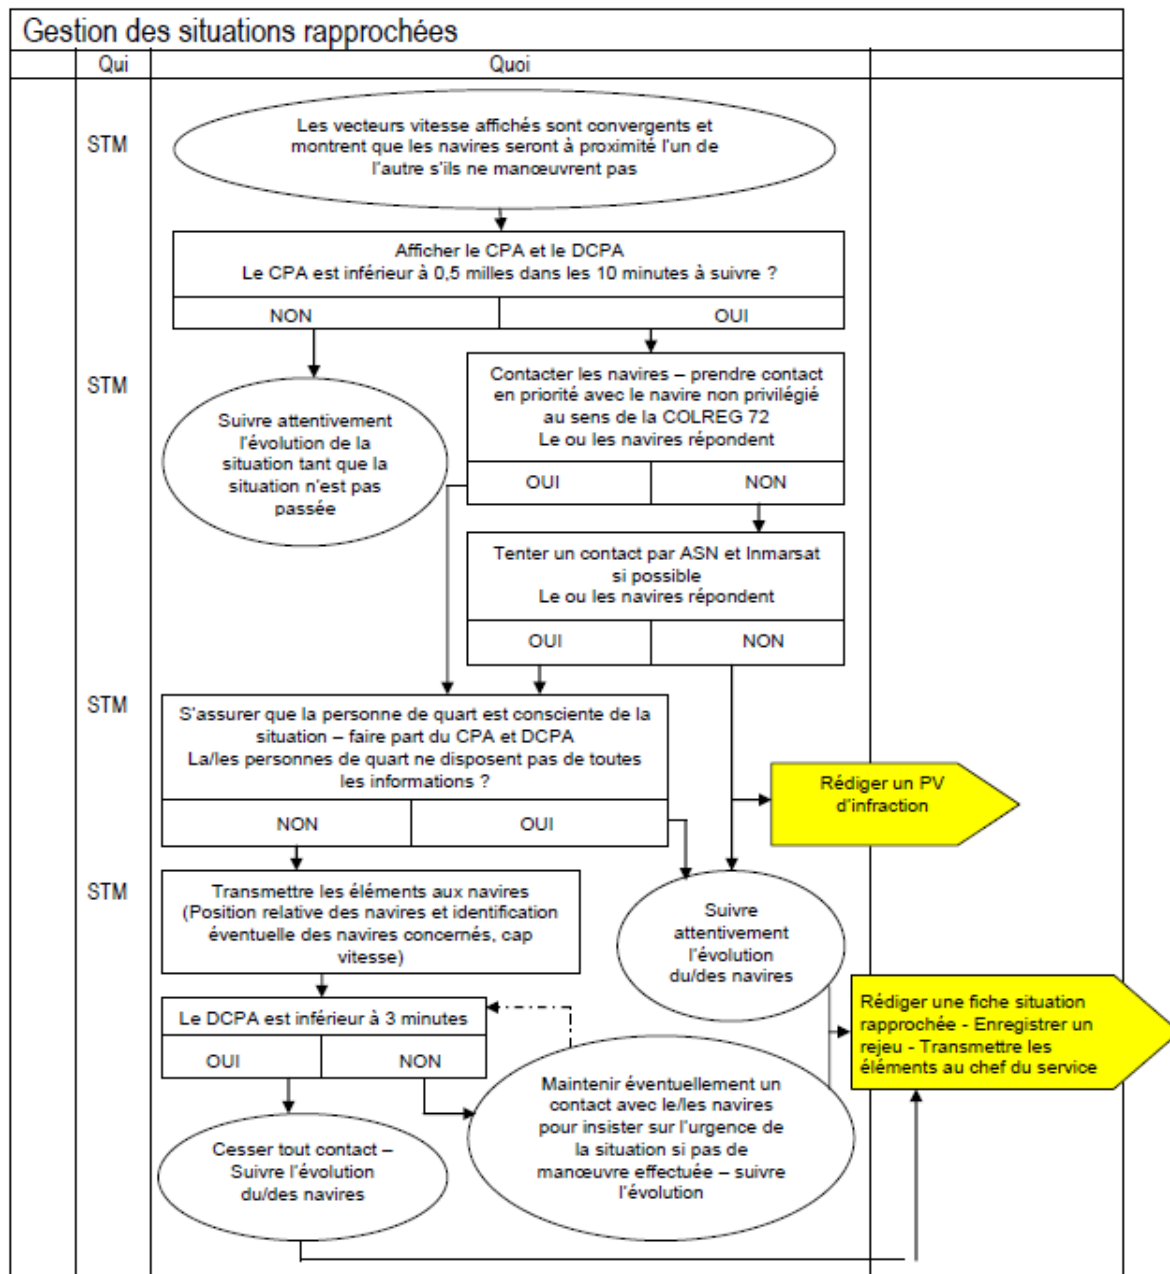 Gestion des situations rapprochées
Qui
Quoi
STM
Les vecteurs vitesse affichés sont convergents et
montrent que les navires seront à proximité l'un de
l'autre s'ils ne manœuvrent pas
Afficher le CPA et le DCPA
Le CPA est inférieur à 0,5 milles dans les 10 minutes à suivre ?
NON
OUI
STM
Suivre attentivement
l'évolution de la
situation tant que la
situation n'est pas
passée
Contacter les navires – prendre contact
en priorité avec le navire non privilégié
au sens de la COLREG 72
Le ou les navires répondent
OUI
NON
Tenter un contact par ASN et Inmarsat
si possible
Le ou les navires répondent
OUI
NON
STM
S'assurer que la personne de quart est consciente de la
situation – faire part du CPA et DCPA
La/les personnes de quart ne disposent pas de toutes
les informations ?
NON
OUI
Rédiger un PV
d'infraction
STM
Transmettre les éléments aux navires
(Position relative des navires et identification
éventuelle des navires concernés, cap
vitesse)
Suivre
attentivement
l'évolution
du/des navires
Le DCPA est inférieur à 3 minutes
OUI
NON
Rédiger une fiche situation
rapprochée - Enregistrer un
rejeu - Transmettre les
éléments au chef du service
Cesser tout contact –
Suivre l'évolution
du/des navires
Maintenir éventuellement un
contact avec le/les navires
pour insister sur l'urgence de
la situation si pas de
manœuvre effectuée – suivre
l'évolution